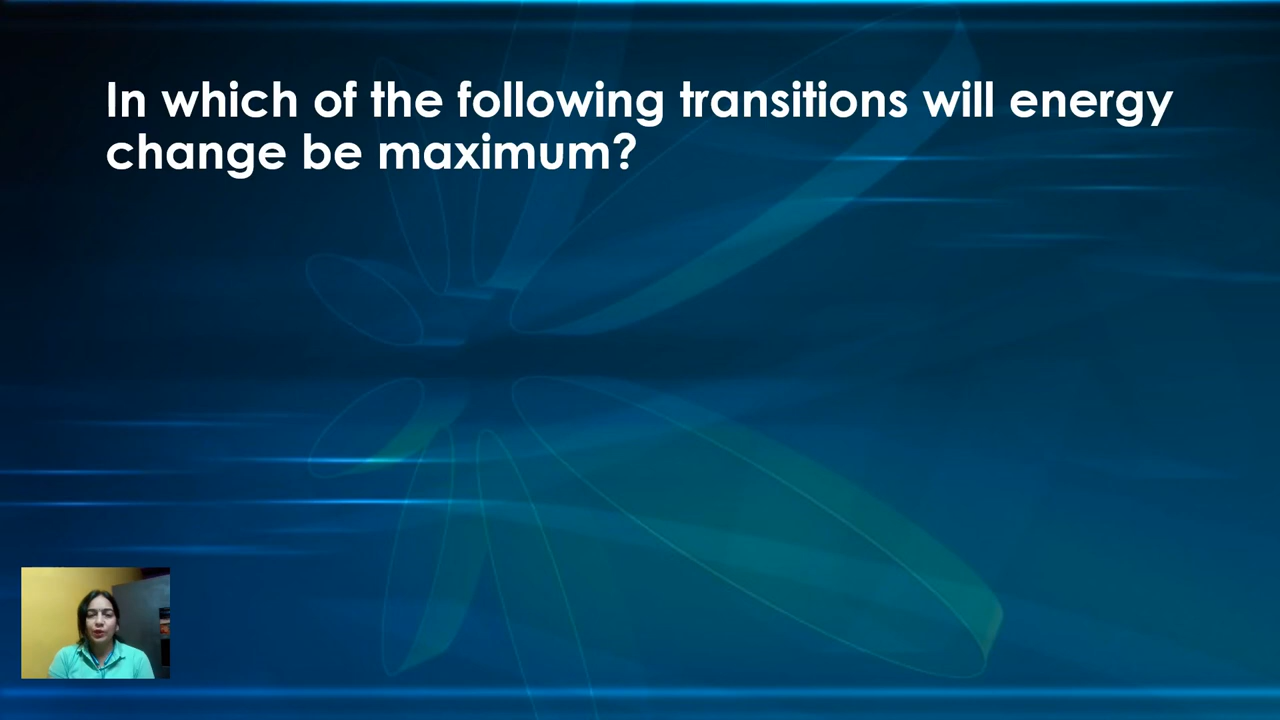 In which of the following transitions will energy
change be maximum?